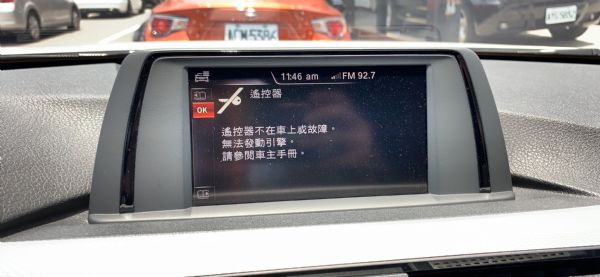 11:46 am
FM 92.7
遙控器
OK
遙控器不在車上或故障。
無法發動引擎。
請參閱車主手冊。